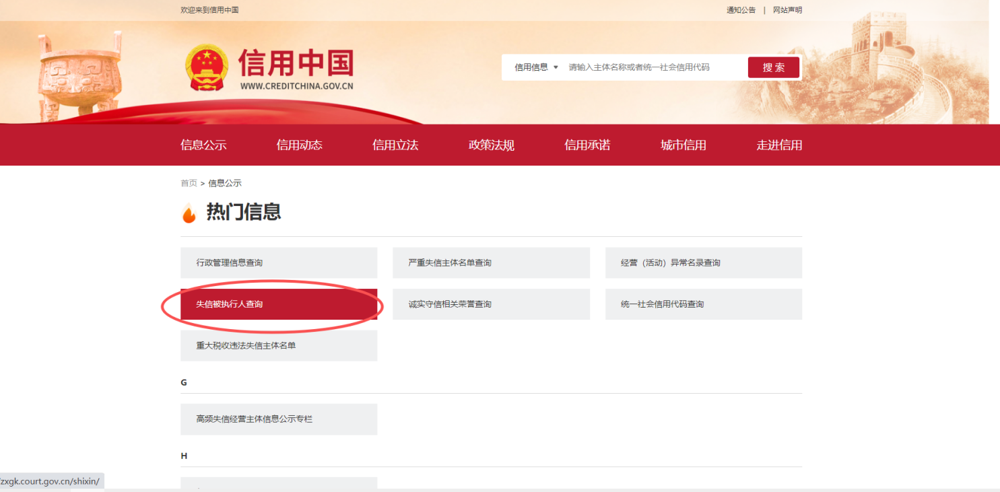 欢迎来到信用中国
通知公告 | 网站声明
信用中国
WWW.CREDITCHINA.GOV.CN
信用信息 请输入主体名称或者统一社会信用代码 搜索
信息公示 信用动态 信用立法 政策法规 信用承诺 城市信用 走进信用
首页 > 信息公示
热门信息
行政管理信息查询 严重失信主体名单查询 经营（活动）异常名录查询
失信被执行人查询 诚实守信相关荣誉查询 统一社会信用代码查询
重大税收违法失信主体名单
G
高频失信经营主体信息公示专栏
H
zxgk.court.gov.cn/shixin/